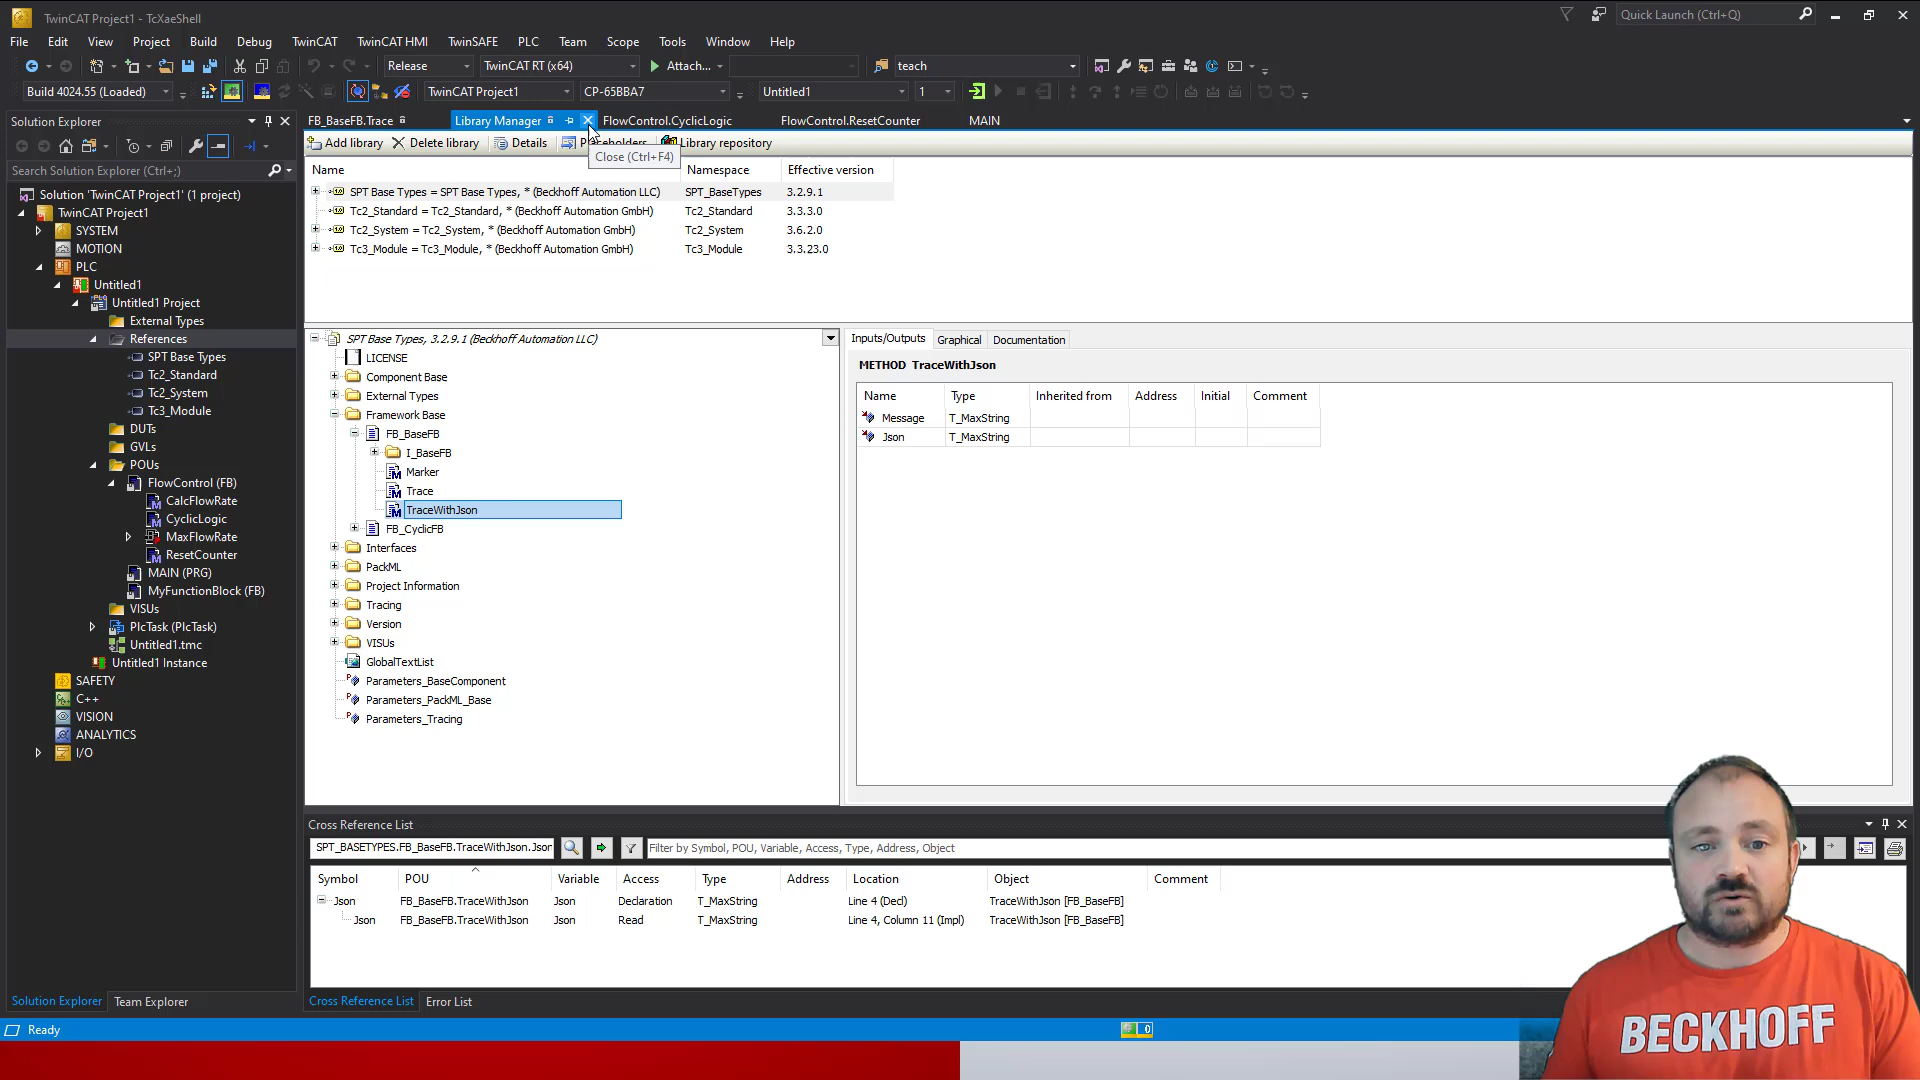 TwinCAT Project1 - TcXaeShell
Quick Launch (Ctrl+Q)
File Edit View Project Build Debug TwinCAT TwinCAT HMI TwinSAFE PLC Team Scope Tools Window Help
Release TwinCAT RT (x64) Attach... teach
Build 4024.55 (Loaded) TwinCAT Project1 CP-65BBA7 Untitled1 1
Solution Explorer
FB_BaseFB.Trace Library Manager FlowControl.CyclicLogic FlowControl.ResetCounter MAIN
Add library Delete library Details Placeholders Library repository
Close (Ctrl+F4)
Search Solution Explorer (Ctrl+;)
Solution 'TwinCAT Project1' (1 project)
TwinCAT Project1
SYSTEM
MOTION
PLC
Untitled1
Untitled1 Project
External Types
References
SPT Base Types
Tc2_Standard
Tc2_System
Tc3_Module
DUTs
GVLs
POUs
FlowControl (FB)
CalcFlowRate
CyclicLogic
MaxFlowRate
ResetCounter
MAIN (PRG)
MyFunctionBlock (FB)
VISUs
PlcTask (PlcTask)
Untitled1.tmc
Untitled1 Instance
SAFETY
C++
VISION
ANALYTICS
I/O
Solution Explorer Team Explorer
Name Namespace Effective version
SPT Base Types = SPT Base Types, * (Beckhoff Automation LLC) SPT_BaseTypes 3.2.9.1
Tc2_Standard = Tc2_Standard, * (Beckhoff Automation GmbH) Tc2_Standard 3.3.3.0
Tc2_System = Tc2_System, * (Beckhoff Automation GmbH) Tc2_System 3.6.2.0
Tc3_Module = Tc3_Module, * (Beckhoff Automation GmbH) Tc3_Module 3.3.23.0
SPT Base Types, 3.2.9.1 (Beckhoff Automation LLC)
LICENSE
Component Base
External Types
Framework Base
FB_BaseFB
I_BaseFB
Marker
Trace
TraceWithJson
FB_CyclicFB
Interfaces
PackML
Project Information
Tracing
Version
VISUs
GlobalTextList
Parameters_BaseComponent
Parameters_PackML_Base
Parameters_Tracing
Inputs/Outputs Graphical Documentation
METHOD TraceWithJson
Name Type Inherited from Address Initial Comment
Message T_MaxString
Json T_MaxString
Cross Reference List
SPT_BASETYPES.FB_BaseFB.TraceWithJson.Json Filter by Symbol, POU, Variable, Access, Type, Address, Object
Symbol POU Variable Access Type Address Location Object Comment
Json FB_BaseFB.TraceWithJson Json Declaration T_MaxString Line 4 (Decl) TraceWithJson [FB_BaseFB]
Json FB_BaseFB.TraceWithJson Json Read T_MaxString Line 4, Column 11 (Impl) TraceWithJson [FB_BaseFB]
Cross Reference List Error List
Ready 0
BECKHOFF